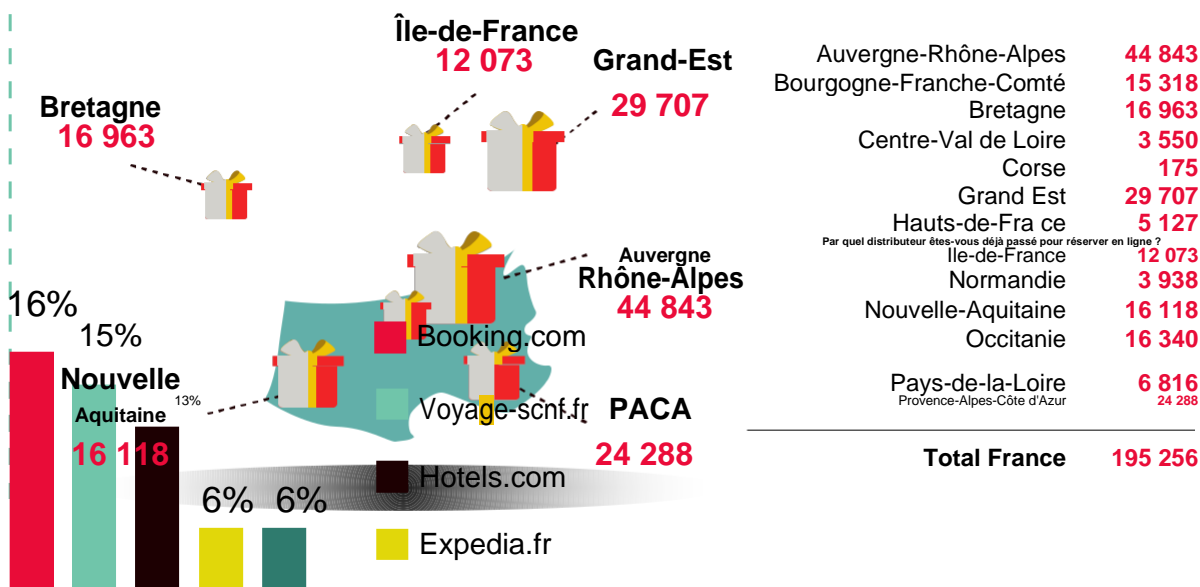 Île-de-France
12 073
Grand-Est
29 707
Bretagne
16 963
Auvergne
Rhône-Alpes
44 843
16%
15%
Nouvelle
Aquitaine
13%
16 118
6%
6%
Booking.com
Voyage-scnf.fr
PACA
24 288
Hotels.com
Expedia.fr
Auvergne-Rhône-Alpes 44 843
Bourgogne-Franche-Comté 15 318
Bretagne 16 963
Centre-Val de Loire 3 550
Corse 175
Grand Est 29 707
Hauts-de-Fra ce 5 127
Par quel distributeur êtes-vous déjà passé pour réserver en ligne ?
Ile-de-France 12 073
Normandie 3 938
Nouvelle-Aquitaine 16 118
Occitanie 16 340
Pays-de-la-Loire 6 816
Provence-Alpes-Côte d'Azur 24 288
Total France 195 256